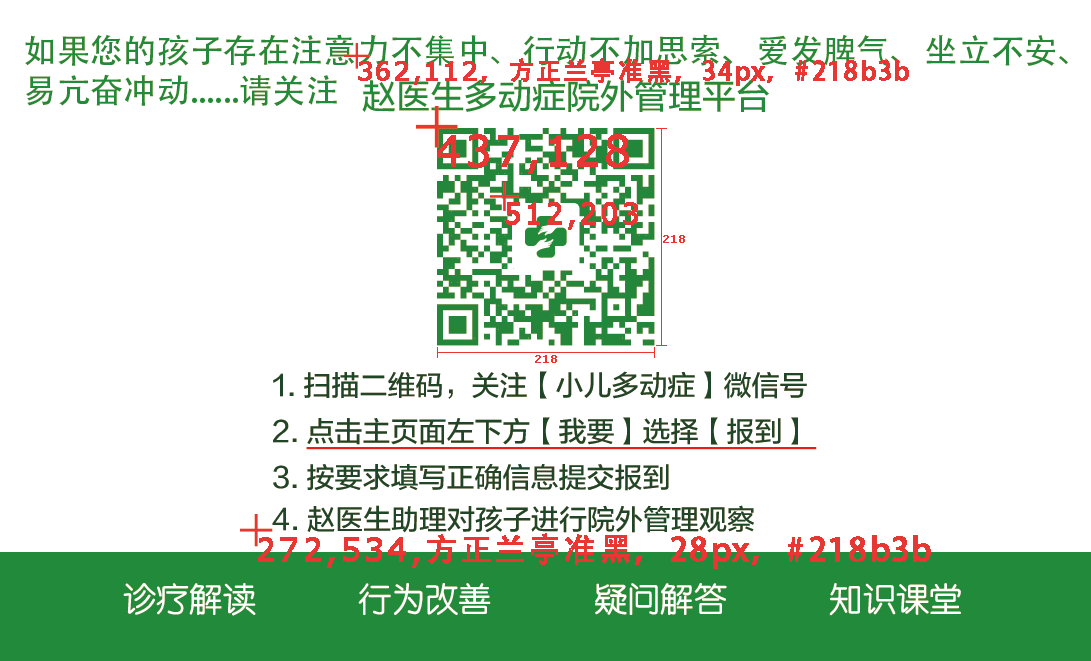 如果您的孩子存在注意力不集中、行动不加思索、爱发脾气、坐立不安、
362,112, 方正兰亭准黑, 34px, #218b3b
易亢奋冲动......请关注 赵医生多动症院外管理平台
437,128
512,203
218
218
1. 扫描二维码，关注【小儿多动症】微信号
2. 点击主页面左下方【我要】选择【报到】
3. 按要求填写正确信息提交报到
4. 赵医生助理对孩子进行院外管理观察
272,534,方正兰亭准黑, 28px, #218b3b
诊疗解读 行为改善 疑问解答 知识课堂